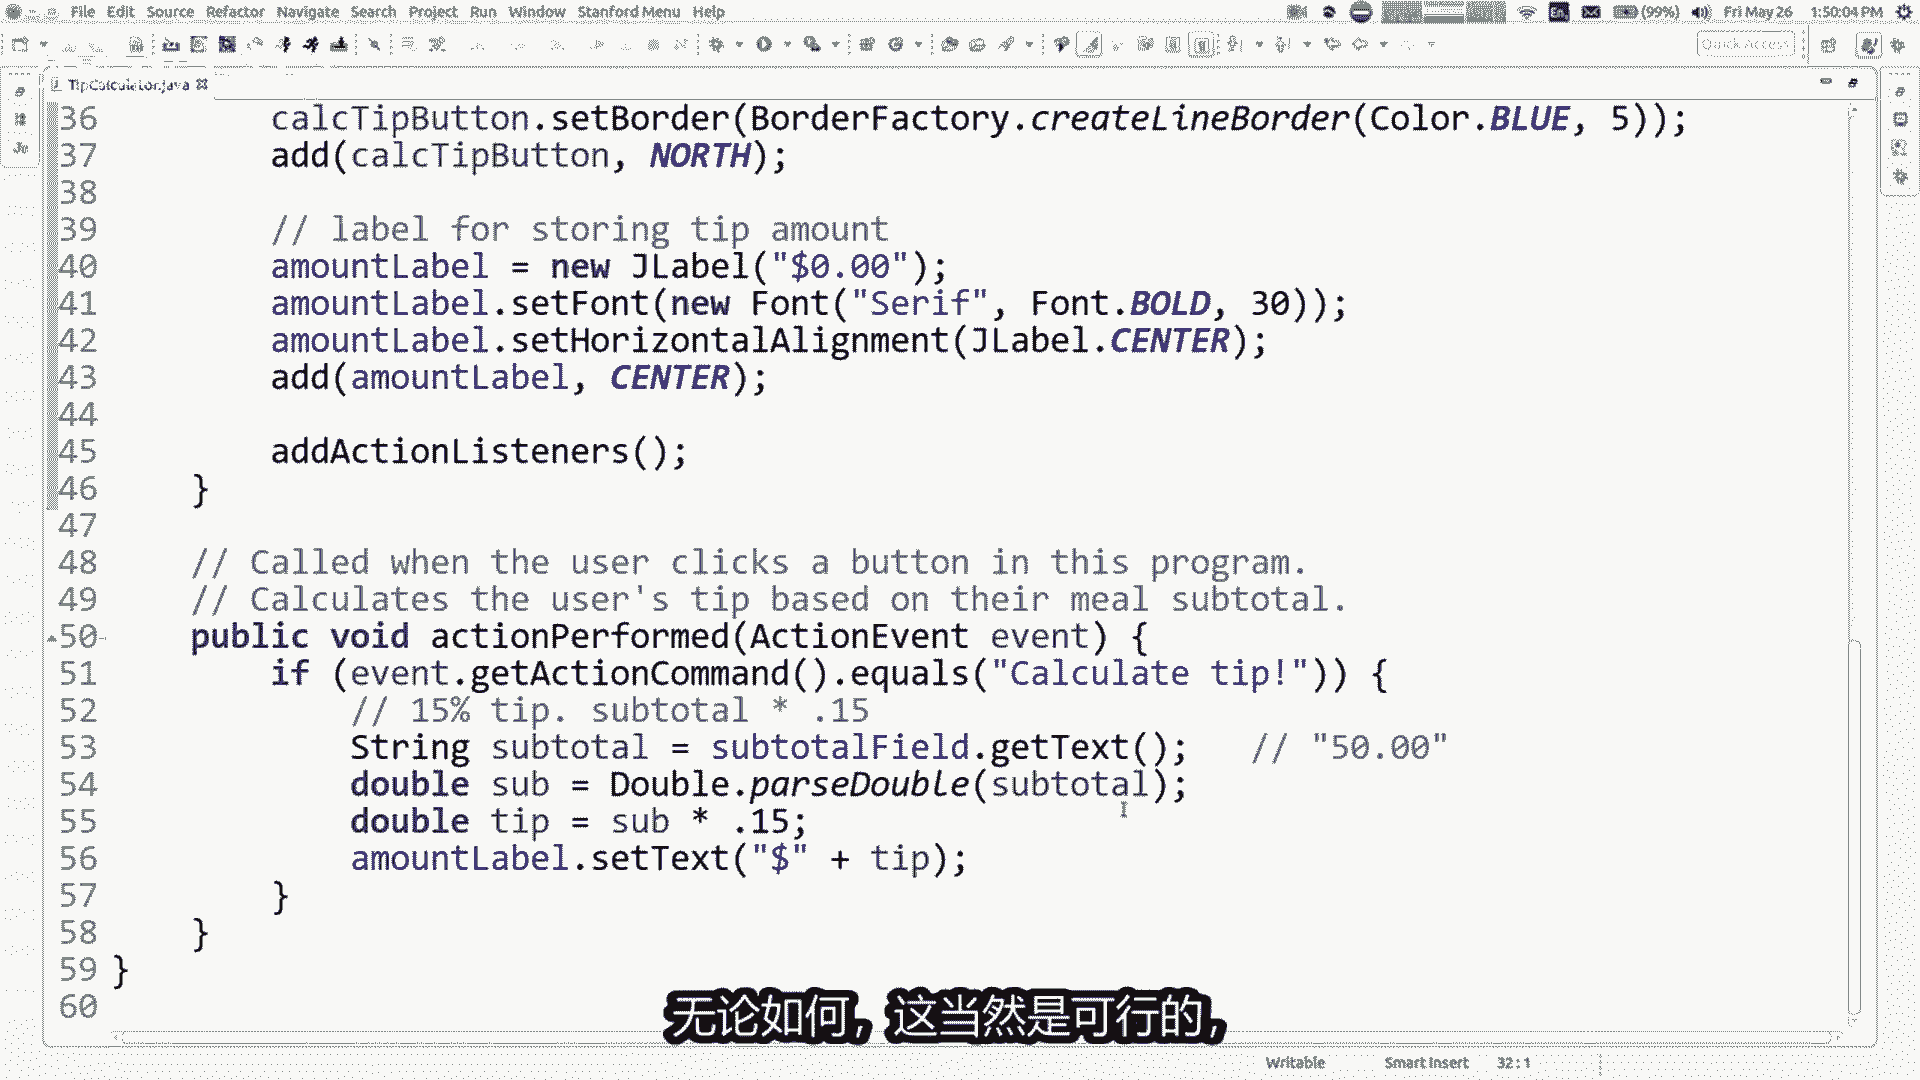 File Edit Source Refactor Navigate Search Project Run Window Stanford Menu Help (99%) Fri May 26 1:50:04 PM
Quick Access
TipCalculator.java
36 calcTipButton.setBorder(BorderFactory.createLineBorder(Color.BLUE, 5));
37 add(calcTipButton, NORTH);
38
39 // label for storing tip amount
40 amountLabel = new JLabel("$0.00");
41 amountLabel.setFont(new Font("Serif", Font.BOLD, 30));
42 amountLabel.setHorizontalAlignment(JLabel.CENTER);
43 add(amountLabel, CENTER);
44
45 addActionListeners();
46 }
47
48 // Called when the user clicks a button in this program.
49 // Calculates the user's tip based on their meal subtotal.
50 public void actionPerformed(ActionEvent event) {
51 if (event.getActionCommand().equals("Calculate tip!")) {
52 // 15% tip. subtotal * .15
53 String subtotal = subtotalField.getText(); // "50.00"
54 double sub = Double.parseDouble(subtotal);
55 double tip = sub * .15;
56 amountLabel.setText("$" + tip);
57 }
58 }
59 }
60
无论如何，这当然是可行的，
Writable Smart Insert 32:1